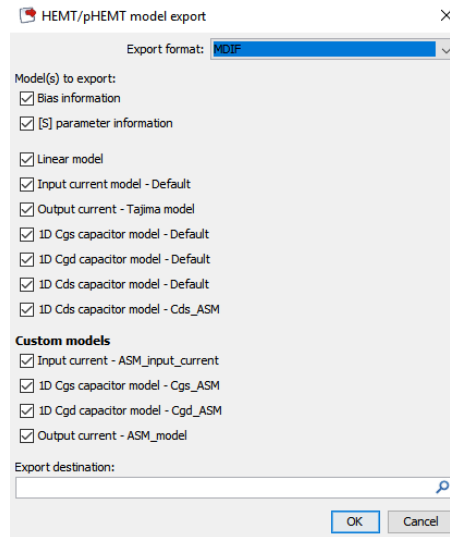 HEMT/pHEMT model export
Export format: MDIF
Model(s) to export:
Bias information
[S] parameter information
Linear model
Input current model - Default
Output current - Tajima model
1D Cgs capacitor model - Default
1D Cgd capacitor model - Default
1D Cds capacitor model - Default
1D Cds capacitor model - Cds_ASM
Custom models
Input current - ASM_input_current
1D Cgs capacitor model - Cgs_ASM
1D Cgd capacitor model - Cgd_ASM
Output current - ASM_model
Export destination:
OK Cancel